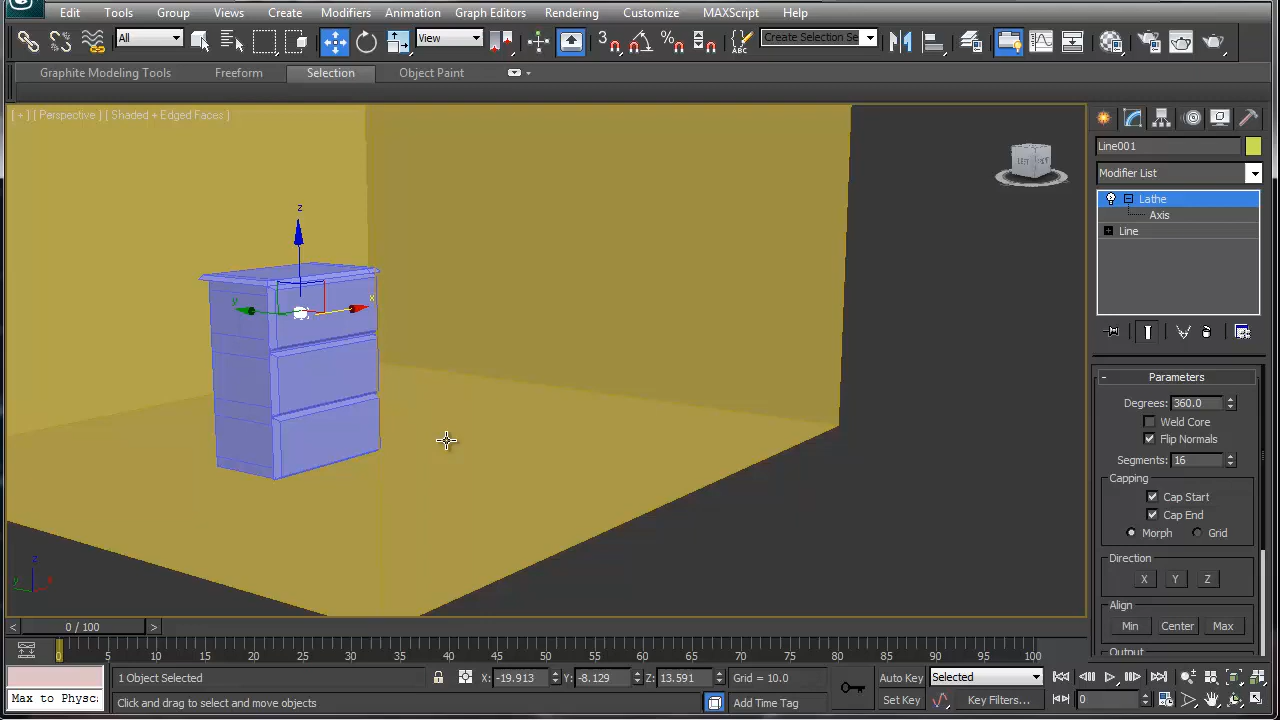 Edit Tools Group Views Create Modifiers Animation Graph Editors Rendering Customize MAXScript Help
All View Create Selection Se
Graphite Modeling Tools Freeform Selection Object Paint
[ + ] [ Perspective ] [ Shaded + Edged Faces ]
Line001
Modifier List
Lathe
Axis
Line
z
y
x
Parameters
Degrees: 360.0
Weld Core
Flip Normals
Segments: 16
Capping
Cap Start
Cap End
Morph Grid
Direction
X Y Z
Align
Min Center Max
Output
z
y x
< 0 / 100 >
0 5 10 15 20 25 30 35 40 45 50 55 60 65 70 75 80 85 90 95 100
1 Object Selected X: -19.913 Y: -8.129 Z: 13.591 Grid = 10.0 Auto Key Selected
Max to Physca Click and drag to select and move objects Add Time Tag Set Key Key Filters... 0